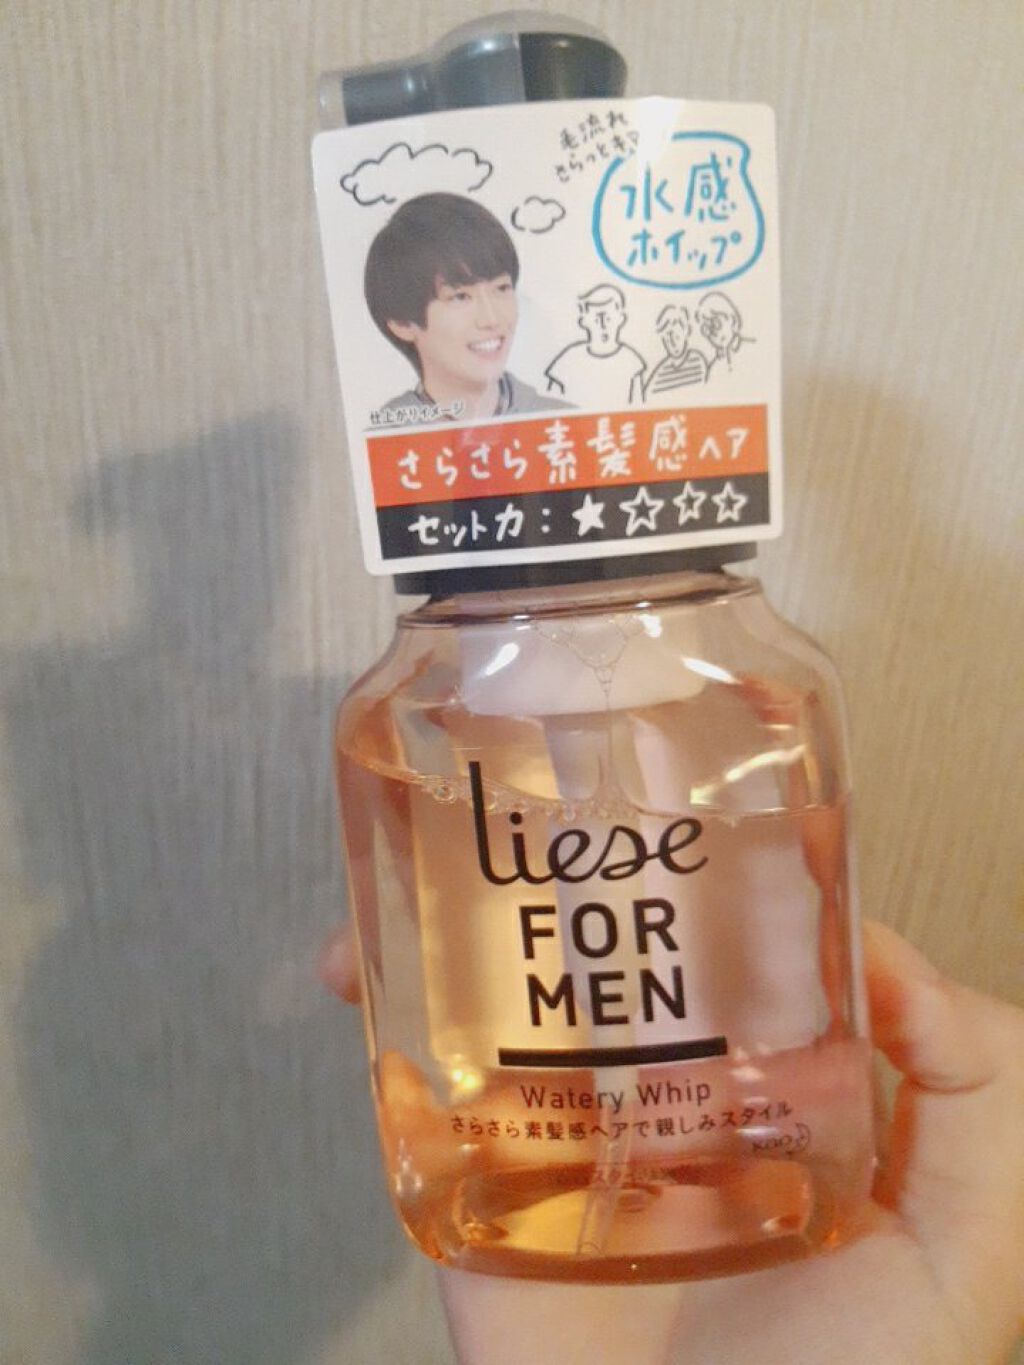 毛流れ
さらっとキープ
水感
ホイップ
仕上がりイメージ
さらさら素髪感ヘア
セット力：★☆☆☆
Liese
FOR
MEN
Watery Whip
さらさら素髪感ヘアで親しみスタイル
Kao